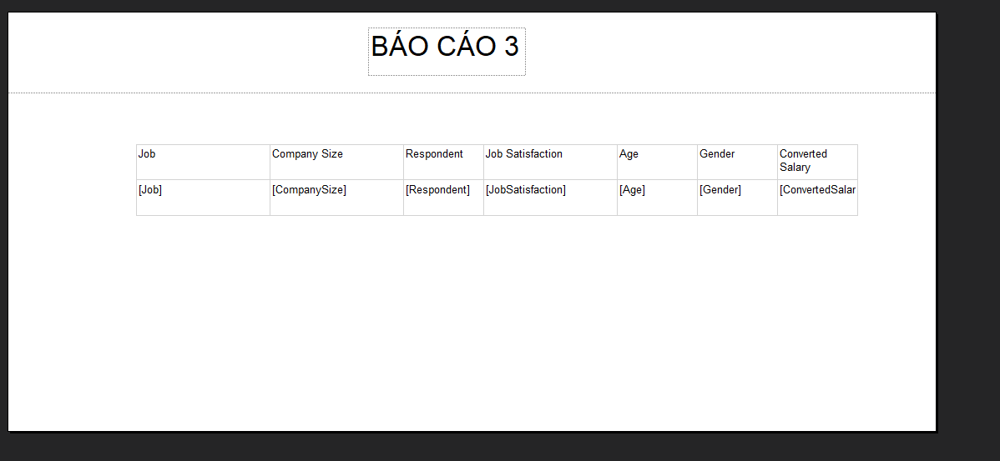 BÁO CÁO 3
Job Company Size Respondent Job Satisfaction Age Gender Converted
Salary
[Job] [CompanySize] [Respondent] [JobSatisfaction] [Age] [Gender] [ConvertedSalar